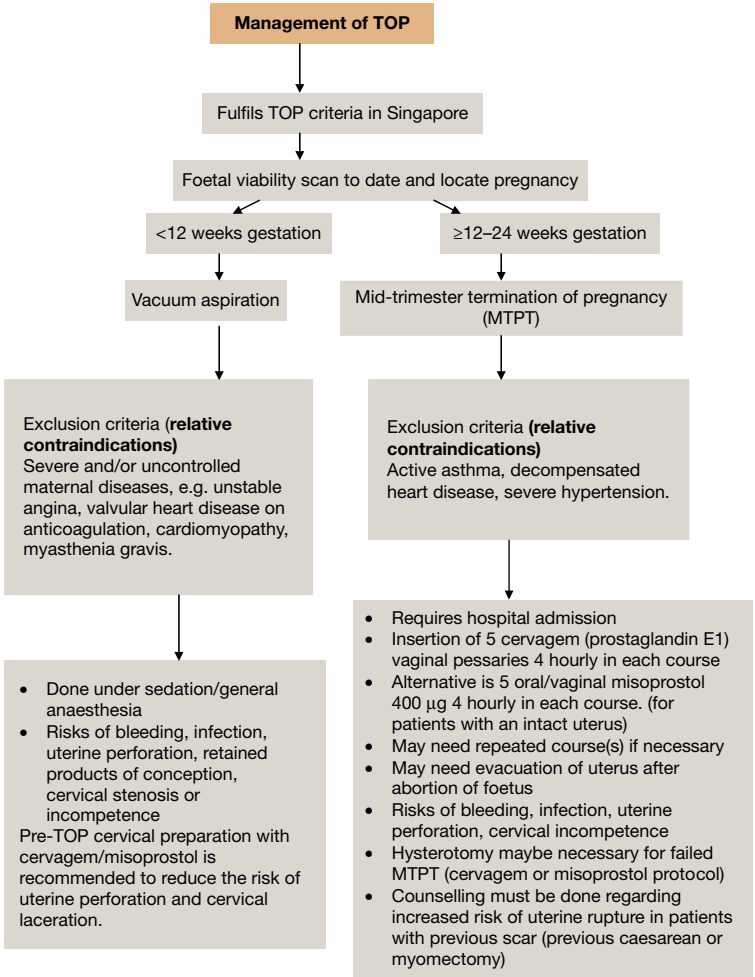 Management of TOP
Fulfils TOP criteria in Singapore
Foetal viability scan to date and locate pregnancy
<12 weeks gestation
≥12–24 weeks gestation
Vacuum aspiration
Mid-trimester termination of pregnancy
(MTPT)
Exclusion criteria (relative
contraindications)
Severe and/or uncontrolled
maternal diseases, e.g. unstable
angina, valvular heart disease on
anticoagulation, cardiomyopathy,
myasthenia gravis.
Exclusion criteria (relative
contraindications)
Active asthma, decompensated
heart disease, severe hypertension.
• Done under sedation/general
anaesthesia
• Risks of bleeding, infection,
uterine perforation, retained
products of conception,
cervical stenosis or
incompetence
Pre-TOP cervical preparation with
cervagem/misoprostol is
recommended to reduce the risk of
uterine perforation and cervical
laceration.
• Requires hospital admission
• Insertion of 5 cervagem (prostaglandin E1)
vaginal pessaries 4 hourly in each course
• Alternative is 5 oral/vaginal misoprostol
400 μg 4 hourly in each course. (for
patients with an intact uterus)
• May need repeated course(s) if necessary
• May need evacuation of uterus after
abortion of foetus
• Risks of bleeding, infection, uterine
perforation, cervical incompetence
• Hysterotomy maybe necessary for failed
MTPT (cervagem or misoprostol protocol)
• Counselling must be done regarding
increased risk of uterine rupture in patients
with previous scar (previous caesarean or
myomectomy)